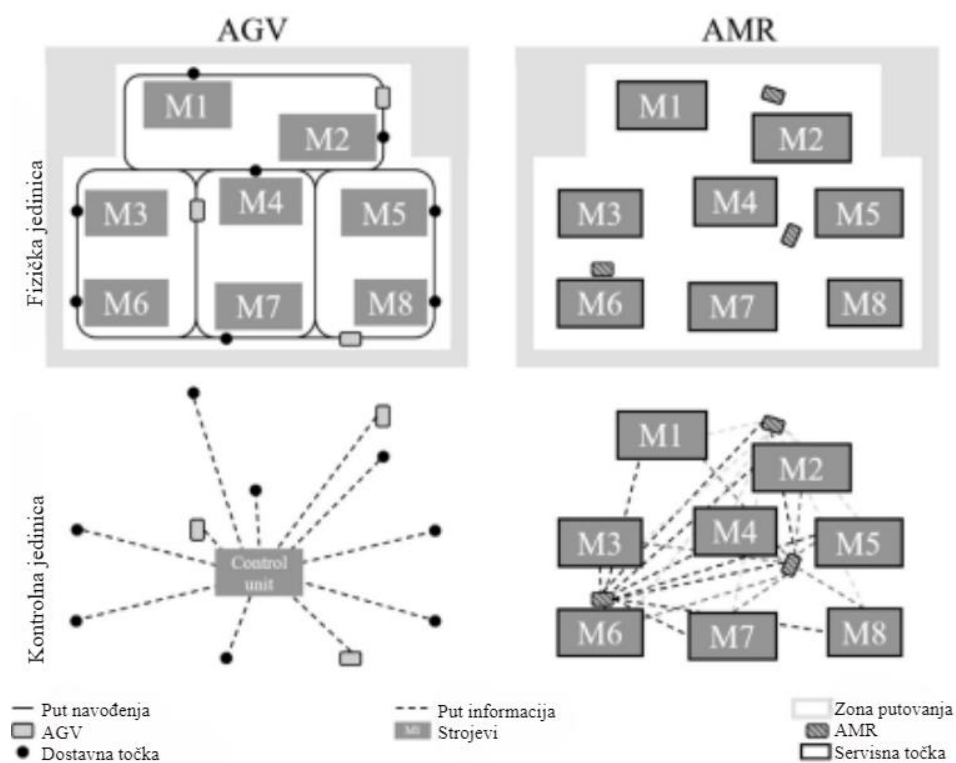 AGV
AMR
Fizička jedinica
M1
M2
M3
M4
M5
M6
M7
M8
M1
M2
M3
M4
M5
M6
M7
M8
Kontrolna jedinica
Control
unit
M1
M2
M3
M4
M5
M6
M7
M8
Put navođenja
AGV
Dostavna točka
Put informacija
M1 Strojevi
Zona putovanja
AMR
Servisna točka